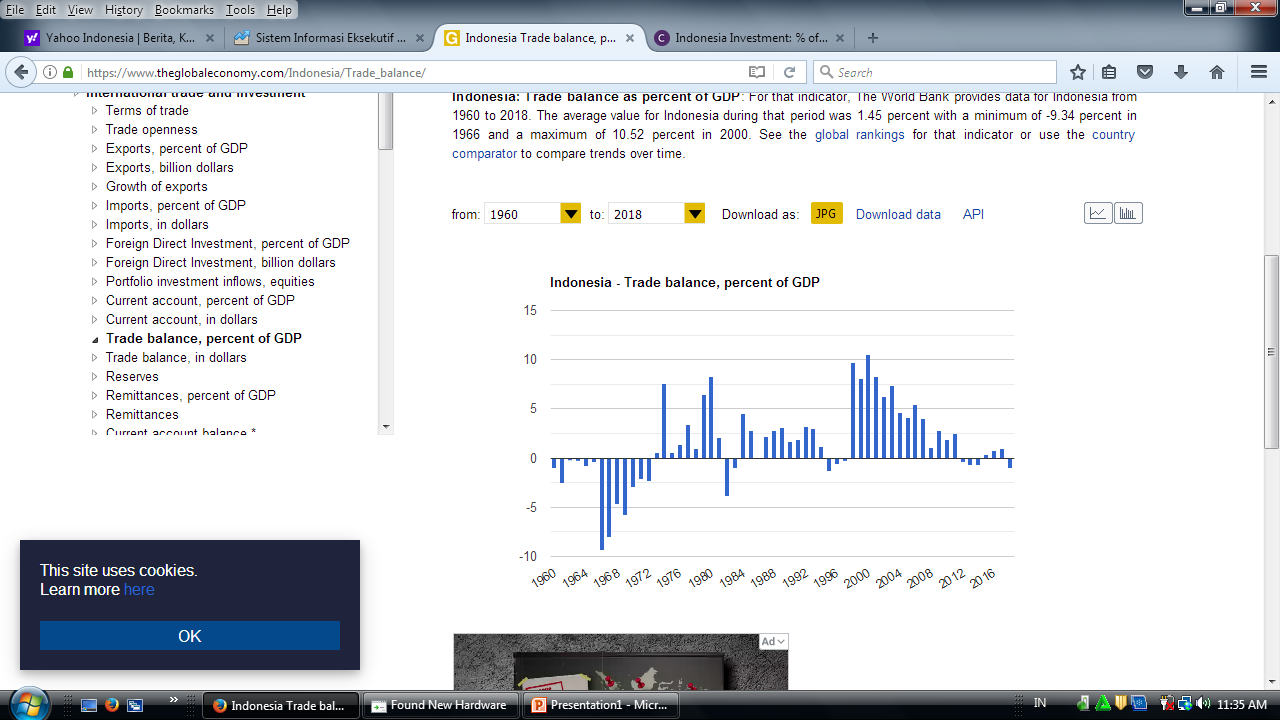 File Edit View History Bookmarks Tools Help
Yahoo Indonesia | Berita, K...
Sistem Informasi Eksekutif ...
Indonesia Trade balance, p...
Indonesia Investment: % of...
https://www.theglobaleconomy.com/Indonesia/Trade_balance/
Search
International trade and investment
Terms of trade
Trade openness
Exports, percent of GDP
Exports, billion dollars
Growth of exports
Imports, percent of GDP
Imports, in dollars
Foreign Direct Investment, percent of GDP
Foreign Direct Investment, billion dollars
Portfolio investment inflows, equities
Current account, percent of GDP
Current account, in dollars
Trade balance, percent of GDP
Trade balance, in dollars
Reserves
Remittances, percent of GDP
Remittances
Current account balance *
Indonesia: Trade balance as percent of GDP: For that indicator, The World Bank provides data for Indonesia from
1960 to 2018. The average value for Indonesia during that period was 1.45 percent with a minimum of -9.34 percent in
1966 and a maximum of 10.52 percent in 2000. See the global rankings for that indicator or use the country
comparator to compare trends over time.
from: 1960 to: 2018 Download as: JPG Download data API
Indonesia - Trade balance, percent of GDP
15
10
5
0
-5
-10
1960 1964 1968 1972 1976 1980 1984 1988 1992 1996 2000 2004 2008 2012 2016
This site uses cookies.
Learn more here
OK
Ad
Indonesia Trade bal...
Found New Hardware
Presentation1 - Micr...
IN
11:35 AM